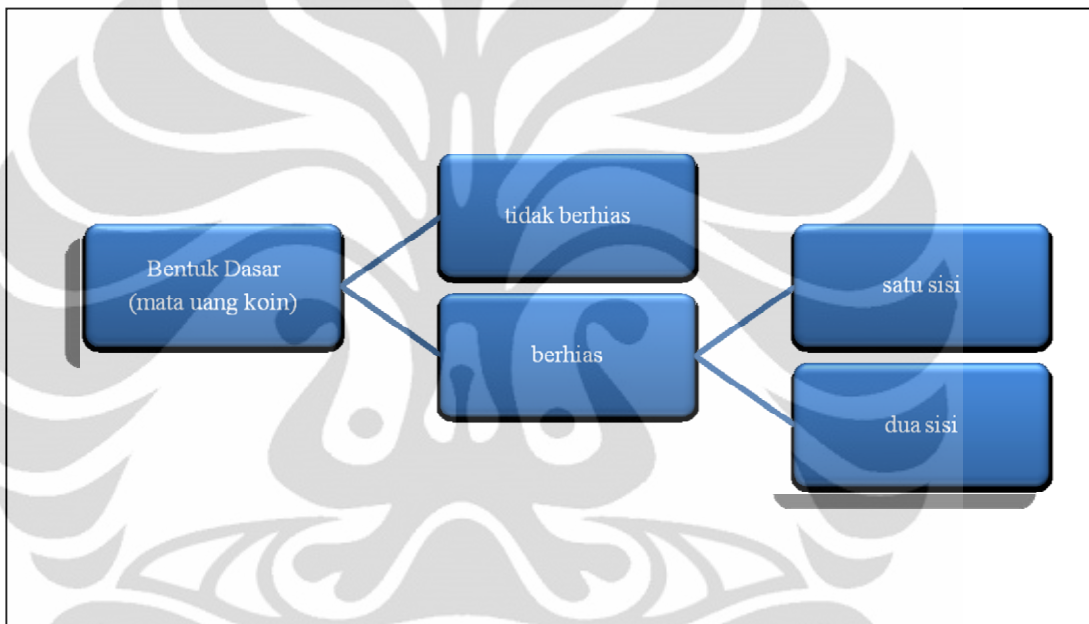 Bentuk Dasar
(mata uang koin)
tidak berhias
berhias
satu sisi
dua sisi